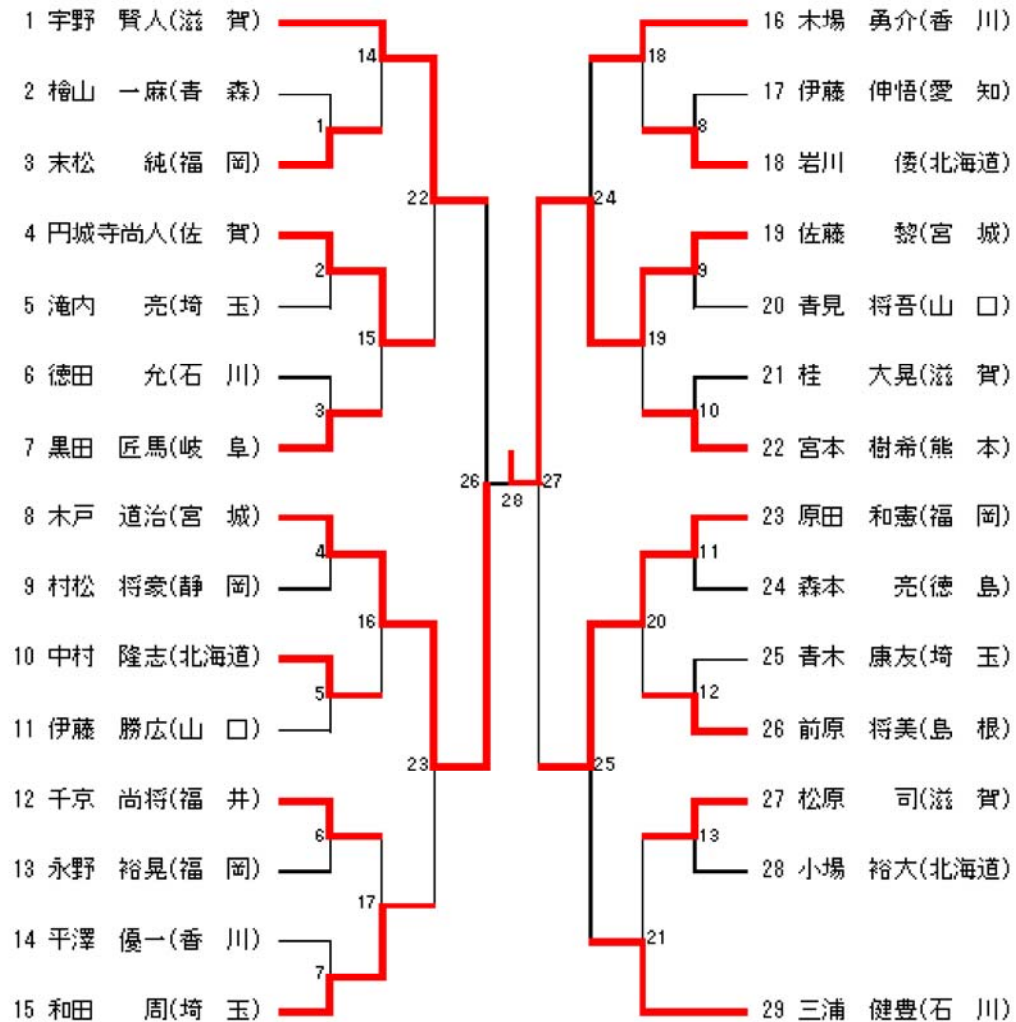 1 宇野 賢人(滋 賀)
2 檜山 一麻(青 森)
3 末松 純(福 岡)
4 円城寺尚人(佐 賀)
5 滝内 亮(埼 玉)
6 徳田 允(石 川)
7 黒田 匠馬(岐 阜)
8 木戸 道治(宮 城)
9 村松 将豪(静 岡)
10 中村 隆志(北海道)
11 伊藤 勝広(山 口)
12 千京 尚将(福 井)
13 永野 裕晃(福 岡)
14 平澤 優一(香 川)
15 和田 周(埼 玉)
14
1
2
15
3
22
4
16
5
23
6
17
7
26
28
27
18
8
24
9
19
10
11
20
12
25
13
21
16 木場 勇介(香 川)
17 伊藤 伸悟(愛 知)
18 岩川 倭(北海道)
19 佐藤 黎(宮 城)
20 青見 将吾(山 口)
21 桂 大晃(滋 賀)
22 宮本 樹希(熊 本)
23 原田 和憲(福 岡)
24 森本 亮(徳 島)
25 青木 康友(埼 玉)
26 前原 将美(島 根)
27 松原 司(滋 賀)
28 小場 裕大(北海道)
29 三浦 健豊(石 川)